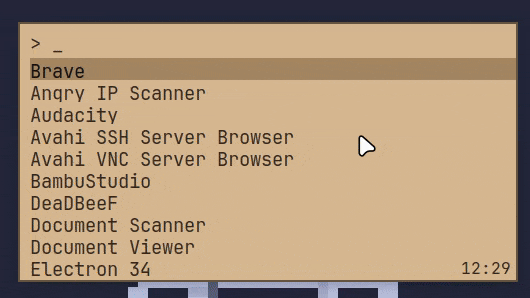 > _
Brave
Angry IP Scanner
Audacity
Avahi SSH Server Browser
Avahi VNC Server Browser
BambuStudio
DeaDBeeF
Document Scanner
Document Viewer
Electron 34
12:29